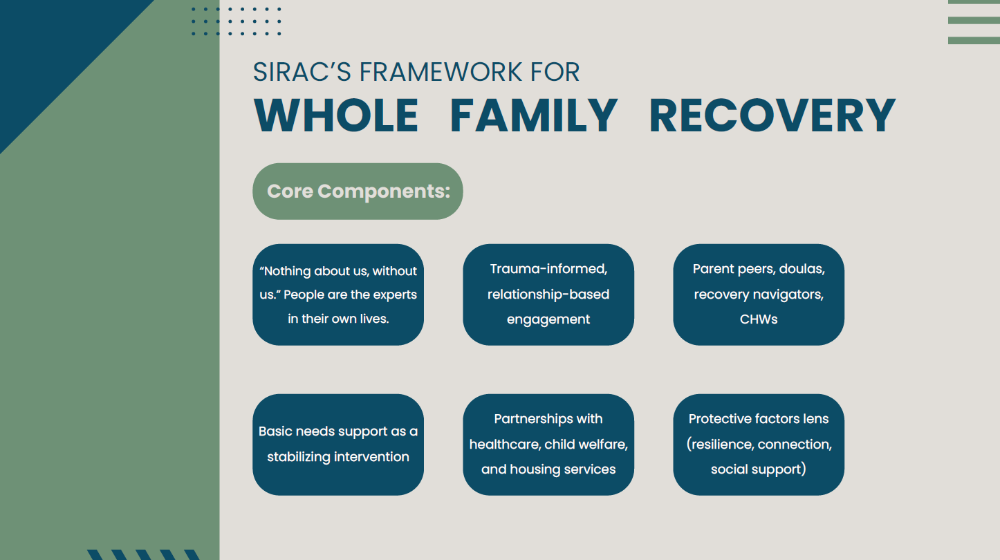 SIRAC’S FRAMEWORK FOR
WHOLE FAMILY RECOVERY
Core Components:
“Nothing about us, without
us.” People are the experts
in their own lives.
Trauma-informed,
relationship-based
engagement
Parent peers, doulas,
recovery navigators,
CHWs
Basic needs support as a
stabilizing intervention
Partnerships with
healthcare, child welfare,
and housing services
Protective factors lens
(resilience, connection,
social support)